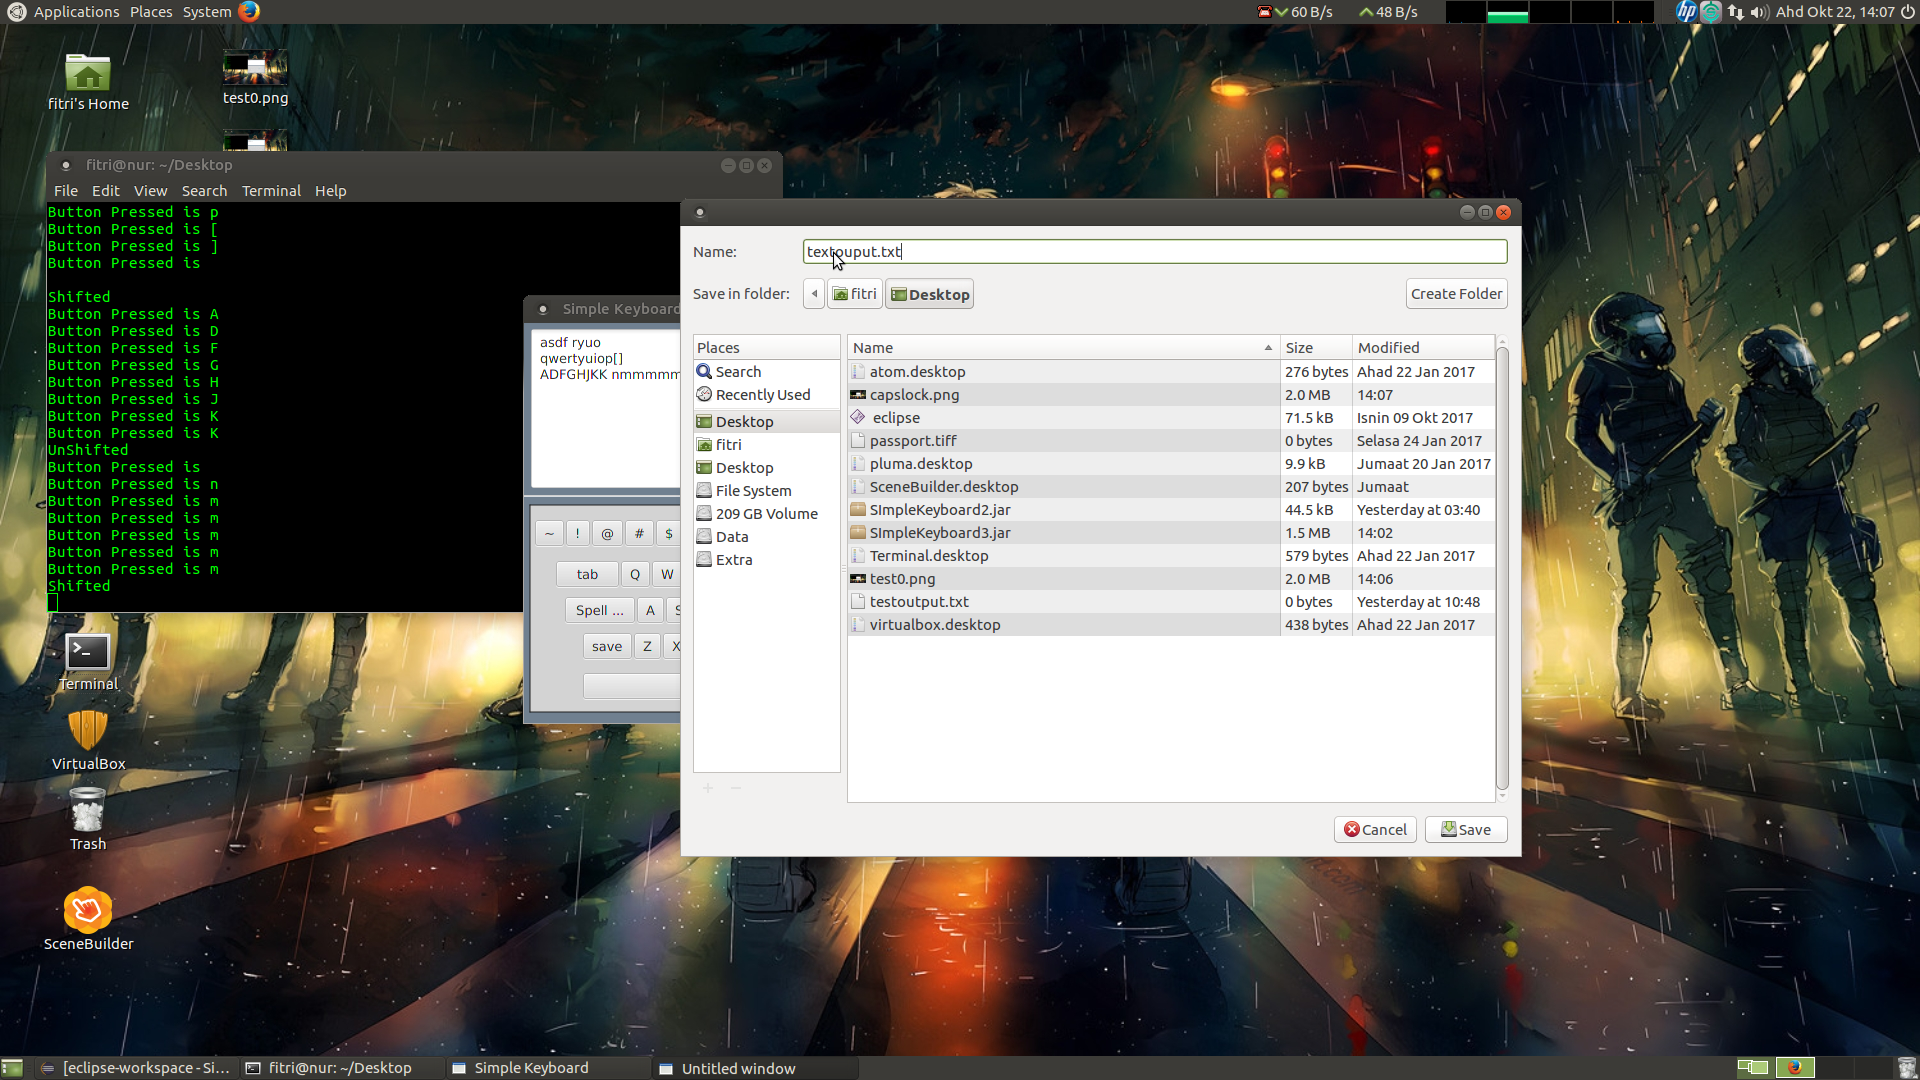 Applications Places System
60 B/s 48 B/s
hp
Ahd Okt 22, 14:07
fitri's Home
test0.png
fitri@nur: ~/Desktop
File Edit View Search Terminal Help
Button Pressed is p
Button Pressed is [
Button Pressed is ]
Button Pressed is
Shifted
Button Pressed is A
Button Pressed is D
Button Pressed is F
Button Pressed is G
Button Pressed is H
Button Pressed is J
Button Pressed is K
Button Pressed is K
UnShifted
Button Pressed is
Button Pressed is n
Button Pressed is m
Button Pressed is m
Button Pressed is m
Button Pressed is m
Button Pressed is m
Shifted
Terminal
VirtualBox
Trash
SceneBuilder
Simple Keyboard
asdf ryuo
qwertyuiop[]
ADFGHJKK nmmmmm
~ ! @ # $
tab Q W
Spell ... A
save Z X
Name: textouput.txt
Save in folder: fitri Desktop Create Folder
Places
Search
Recently Used
Desktop
fitri
Desktop
File System
209 GB Volume
Data
Extra
Name Size Modified
atom.desktop 276 bytes Ahad 22 Jan 2017
capslock.png 2.0 MB 14:07
eclipse 71.5 kB Isnin 09 Okt 2017
passport.tiff 0 bytes Selasa 24 Jan 2017
pluma.desktop 9.9 kB Jumaat 20 Jan 2017
SceneBuilder.desktop 207 bytes Jumaat
SImpleKeyboard2.jar 44.5 kB Yesterday at 03:40
SImpleKeyboard3.jar 1.5 MB 14:02
Terminal.desktop 579 bytes Ahad 22 Jan 2017
test0.png 2.0 MB 14:06
testoutput.txt 0 bytes Yesterday at 10:48
virtualbox.desktop 438 bytes Ahad 22 Jan 2017
Cancel Save
[eclipse-workspace - Si... fitri@nur: ~/Desktop Simple Keyboard Untitled window